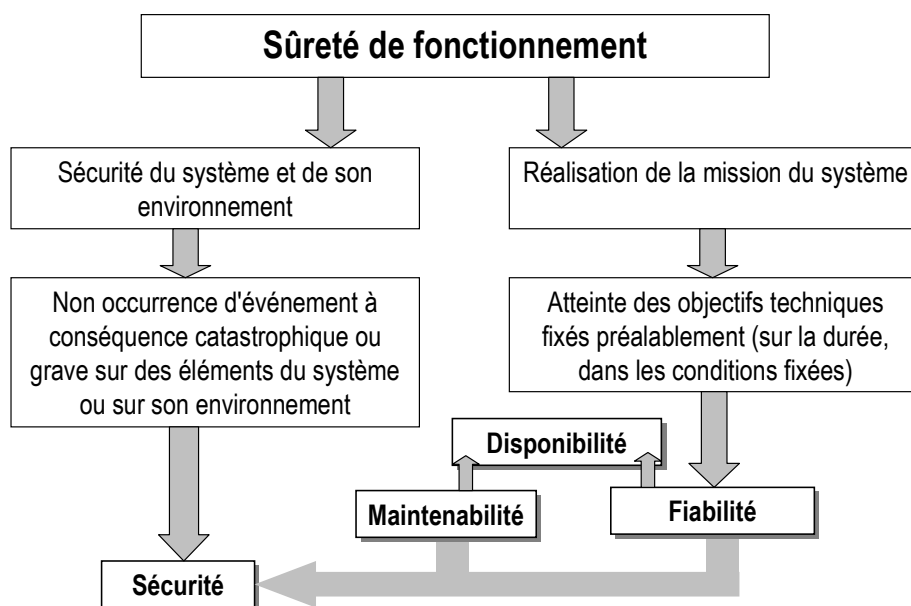 Sûreté de fonctionnement
Sécurité du système et de son
environnement
Réalisation de la mission du système
Non occurrence d'événement à
conséquence catastrophique ou
grave sur des éléments du système
ou sur son environnement
Atteinte des objectifs techniques
fixés préalablement (sur la durée,
dans les conditions fixées)
Disponibilité
Maintenabilité
Fiabilité
Sécurité